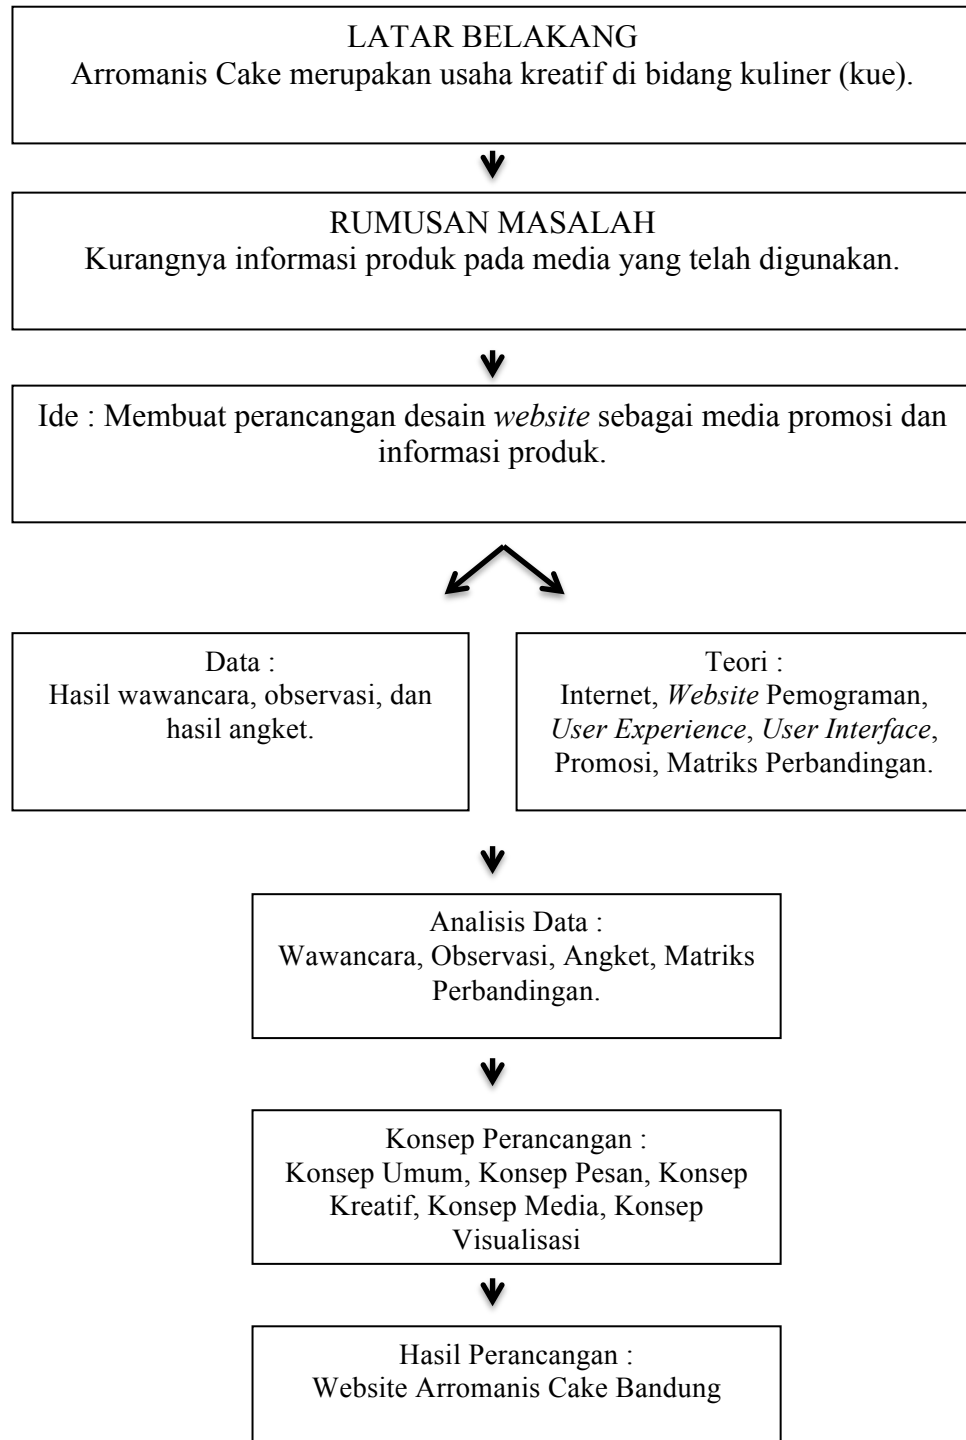 LATAR BELAKANG
Arromanis Cake merupakan usaha kreatif di bidang kuliner (kue).
RUMUSAN MASALAH
Kurangnya informasi produk pada media yang telah digunakan.
Ide : Membuat perancangan desain website sebagai media promosi dan
informasi produk.
Data :
Hasil wawancara, observasi, dan
hasil angket.
Teori :
Internet, Website Pemograman,
User Experience, User Interface,
Promosi, Matriks Perbandingan.
Analisis Data :
Wawancara, Observasi, Angket, Matriks
Perbandingan.
Konsep Perancangan :
Konsep Umum, Konsep Pesan, Konsep
Kreatif, Konsep Media, Konsep
Visualisasi
Hasil Perancangan :
Website Arromanis Cake Bandung